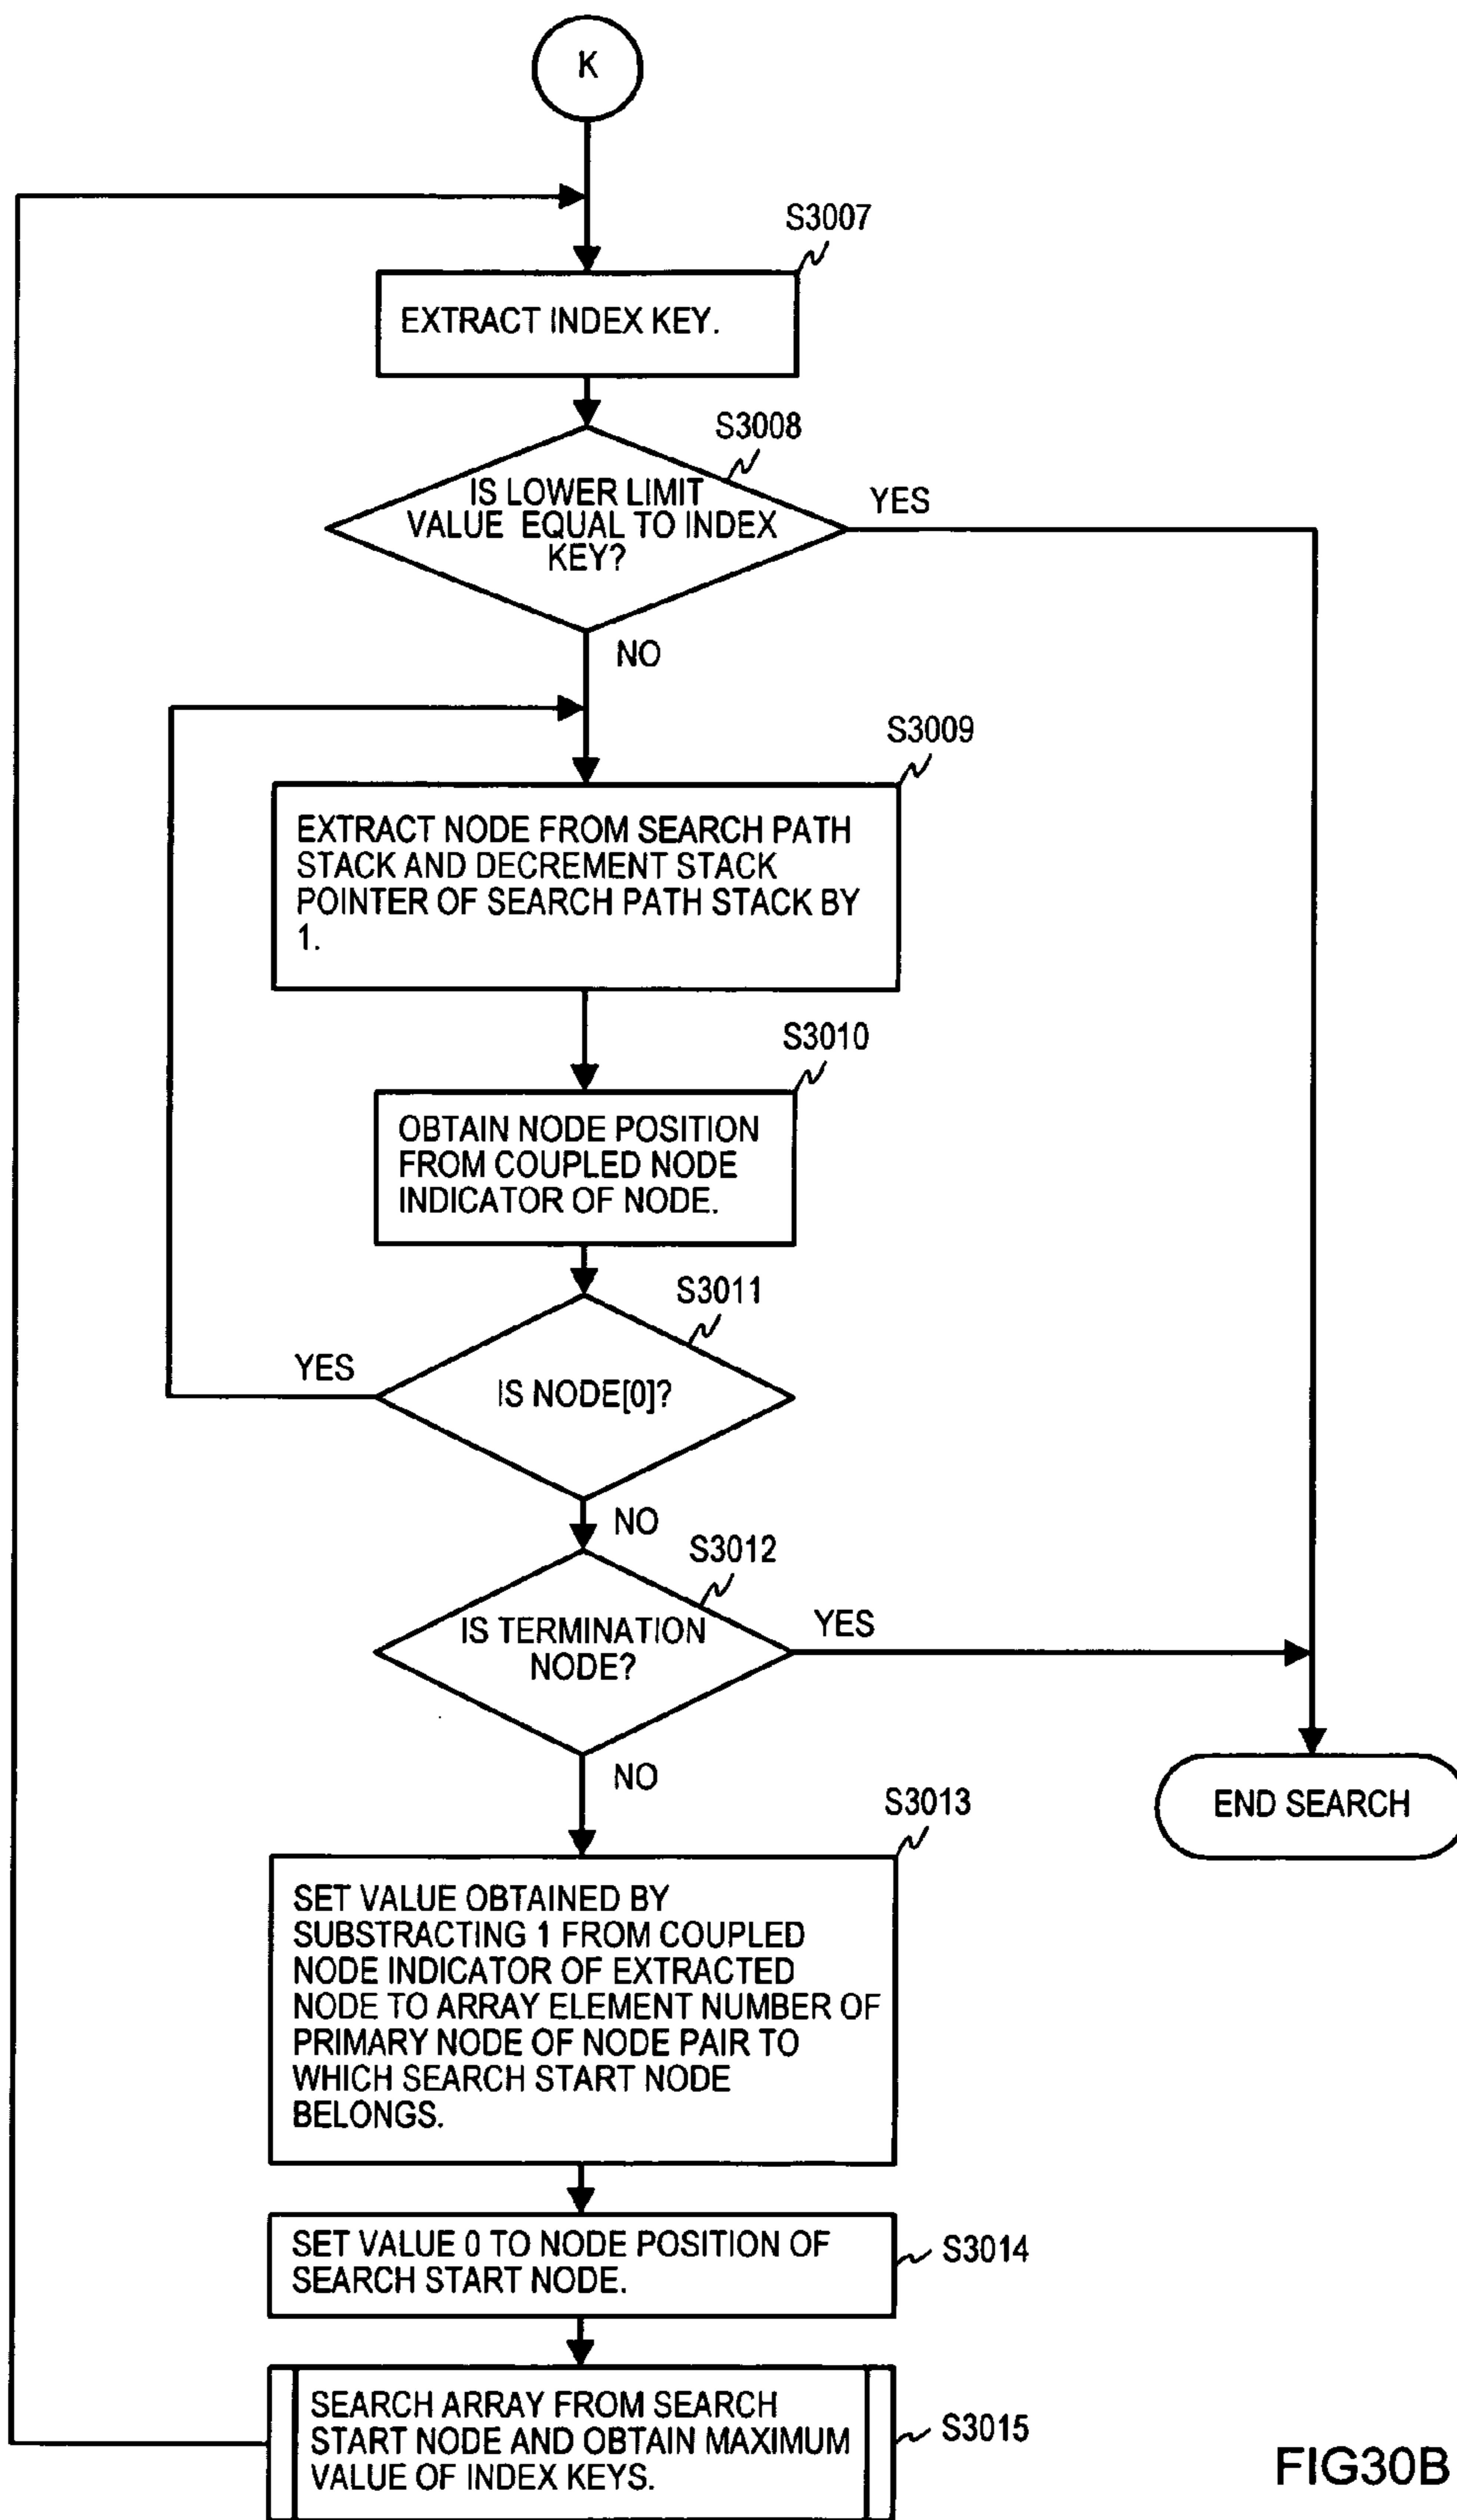 K
S3007
EXTRACT INDEX KEY.
S3008
IS LOWER LIMIT
VALUE EQUAL TO INDEX
KEY?
YES
NO
S3009
EXTRACT NODE FROM SEARCH PATH
STACK AND DECREMENT STACK
POINTER OF SEARCH PATH STACK BY
1.
S3010
OBTAIN NODE POSITION
FROM COUPLED NODE
INDICATOR OF NODE.
S3011
YES
IS NODE[0]?
NO
S3012
IS TERMINATION
NODE?
YES
NO
END SEARCH
S3013
SET VALUE OBTAINED BY
SUBSTRACTING 1 FROM COUPLED
NODE INDICATOR OF EXTRACTED
NODE TO ARRAY ELEMENT NUMBER OF
PRIMARY NODE OF NODE PAIR TO
WHICH SEARCH START NODE
BELONGS.
SET VALUE 0 TO NODE POSITION OF
SEARCH START NODE.
S3014
SEARCH ARRAY FROM SEARCH
START NODE AND OBTAIN MAXIMUM
VALUE OF INDEX KEYS.
S3015
FIG30B